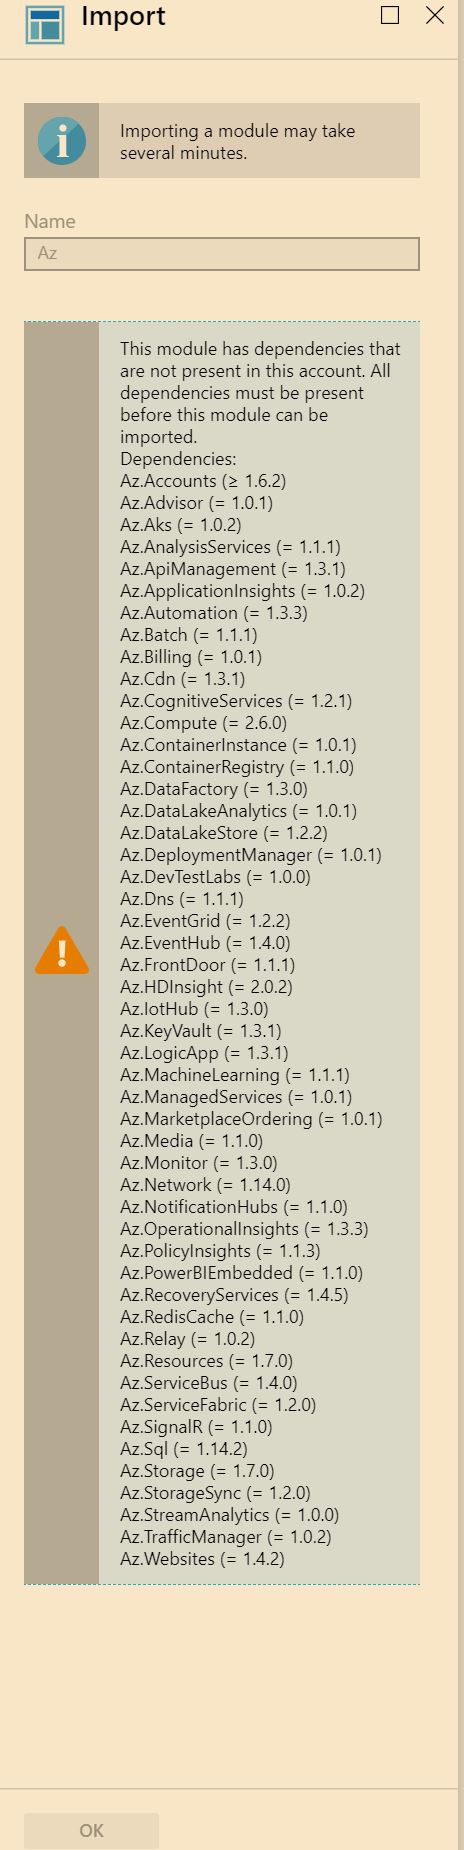 Import
Importing a module may take
several minutes.
Name
Az
This module has dependencies that
are not present in this account. All
dependencies must be present
before this module can be
imported.
Dependencies:
Az.Accounts (≥ 1.6.2)
Az.Advisor (= 1.0.1)
Az.Aks (= 1.0.2)
Az.AnalysisServices (= 1.1.1)
Az.ApiManagement (= 1.3.1)
Az.ApplicationInsights (= 1.0.2)
Az.Automation (= 1.3.3)
Az.Batch (= 1.1.1)
Az.Billing (= 1.0.1)
Az.Cdn (= 1.3.1)
Az.CognitiveServices (= 1.2.1)
Az.Compute (= 2.6.0)
Az.ContainerInstance (= 1.0.1)
Az.ContainerRegistry (= 1.1.0)
Az.DataFactory (= 1.3.0)
Az.DataLakeAnalytics (= 1.0.1)
Az.DataLakeStore (= 1.2.2)
Az.DeploymentManager (= 1.0.1)
Az.DevTestLabs (= 1.0.0)
Az.Dns (= 1.1.1)
Az.EventGrid (= 1.2.2)
Az.EventHub (= 1.4.0)
Az.FrontDoor (= 1.1.1)
Az.HDInsight (= 2.0.2)
Az.IotHub (= 1.3.0)
Az.KeyVault (= 1.3.1)
Az.LogicApp (= 1.3.1)
Az.MachineLearning (= 1.1.1)
Az.ManagedServices (= 1.0.1)
Az.MarketplaceOrdering (= 1.0.1)
Az.Media (= 1.1.0)
Az.Monitor (= 1.3.0)
Az.Network (= 1.14.0)
Az.NotificationHubs (= 1.1.0)
Az.OperationalInsights (= 1.3.3)
Az.PolicyInsights (= 1.1.3)
Az.PowerBIEmbedded (= 1.1.0)
Az.RecoveryServices (= 1.4.5)
Az.RedisCache (= 1.1.0)
Az.Relay (= 1.0.2)
Az.Resources (= 1.7.0)
Az.ServiceBus (= 1.4.0)
Az.ServiceFabric (= 1.2.0)
Az.SignalR (= 1.1.0)
Az.Sql (= 1.14.2)
Az.Storage (= 1.7.0)
Az.StorageSync (= 1.2.0)
Az.StreamAnalytics (= 1.0.0)
Az.TrafficManager (= 1.0.2)
Az.Websites (= 1.4.2)
OK